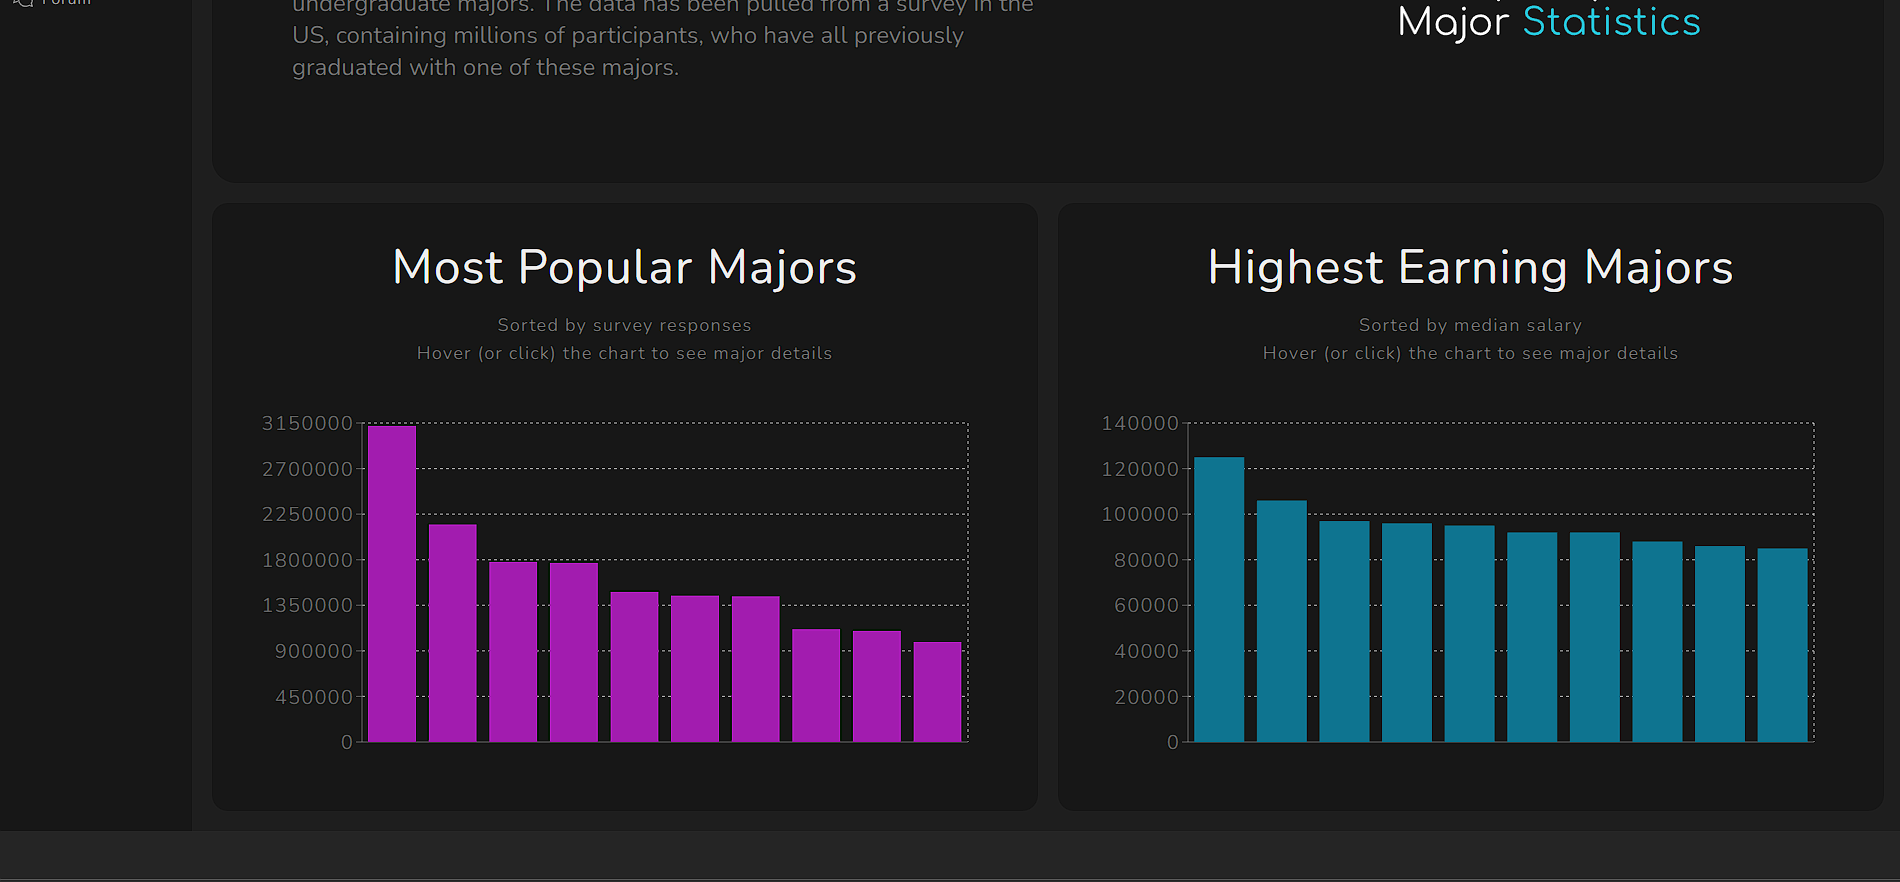 Forum
undergraduate majors. The data has been pulled from a survey in the
US, containing millions of participants, who have all previously
graduated with one of these majors.
Major Statistics
Most Popular Majors
Sorted by survey responses
Hover (or click) the chart to see major details
3150000
2700000
2250000
1800000
1350000
900000
450000
0
Highest Earning Majors
Sorted by median salary
Hover (or click) the chart to see major details
140000
120000
100000
80000
60000
40000
20000
0